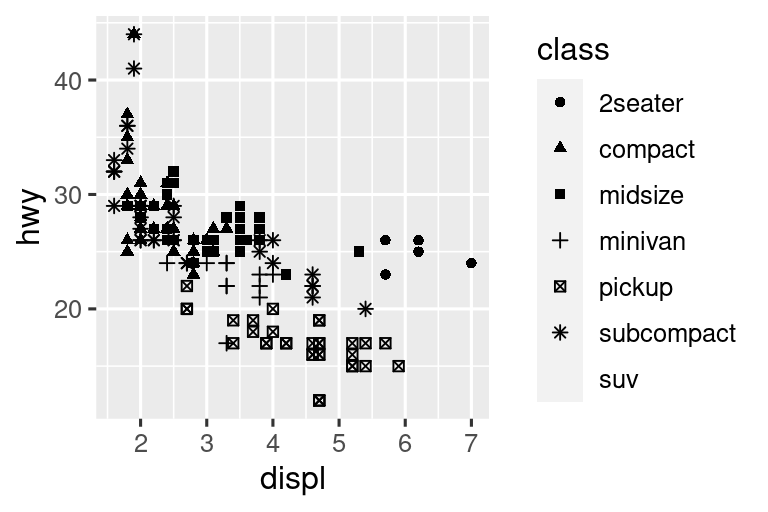 class
2seater
compact
midsize
minivan
pickup
subcompact
suv
hwy
40
30
20
2 3 4 5 6 7
displ